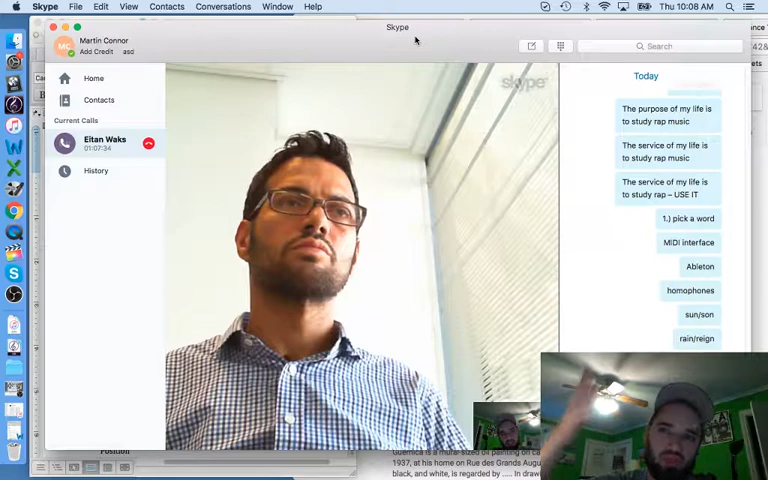 Skype File Edit View Contacts Conversations Window Help Thu 10:08 AM
Skype
Martin Connor
Add Credit asd
Search
Home
Contacts
Current Calls
Eitan Waks
01:07:34
History
skype
Today
The purpose of my life is
to study rap music
The service of my life is
to study rap music
The service of my life is
to study rap – USE IT
1.) pick a word
MIDI interface
Ableton
homophones
sun/son
rain/reign
Position
Guernica is a mural-sized oil painting on ca
1937, at his home on Rue des Grands Augu
black, and white, is regarded by ..... In drawi